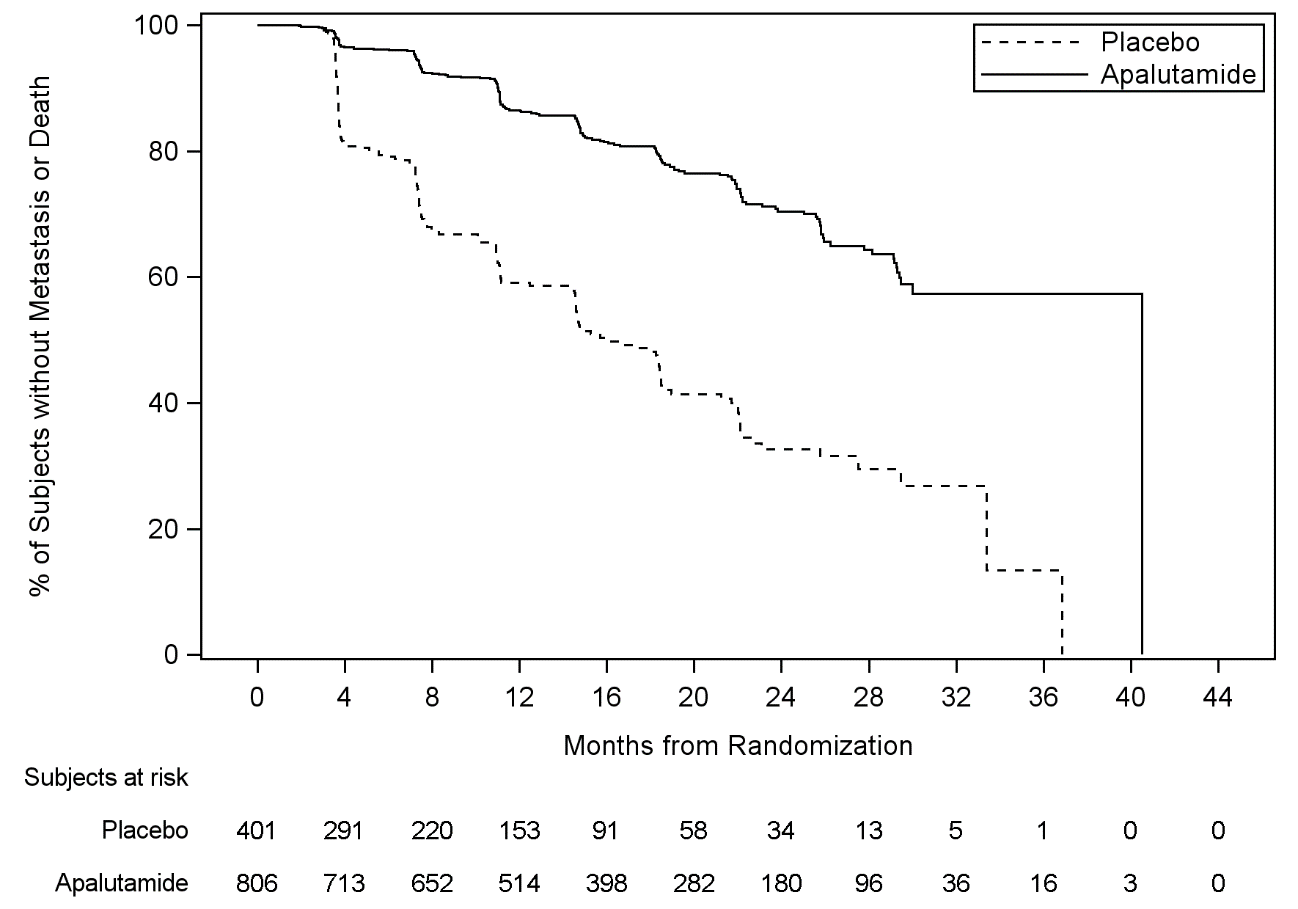 % of Subjects without Metastasis or Death
100
80
60
40
20
0
Placebo
Apalutamide
0 4 8 12 16 20 24 28 32 36 40 44
Months from Randomization
Subjects at risk
Placebo 401 291 220 153 91 58 34 13 5 1 0 0
Apalutamide 806 713 652 514 398 282 180 96 36 16 3 0